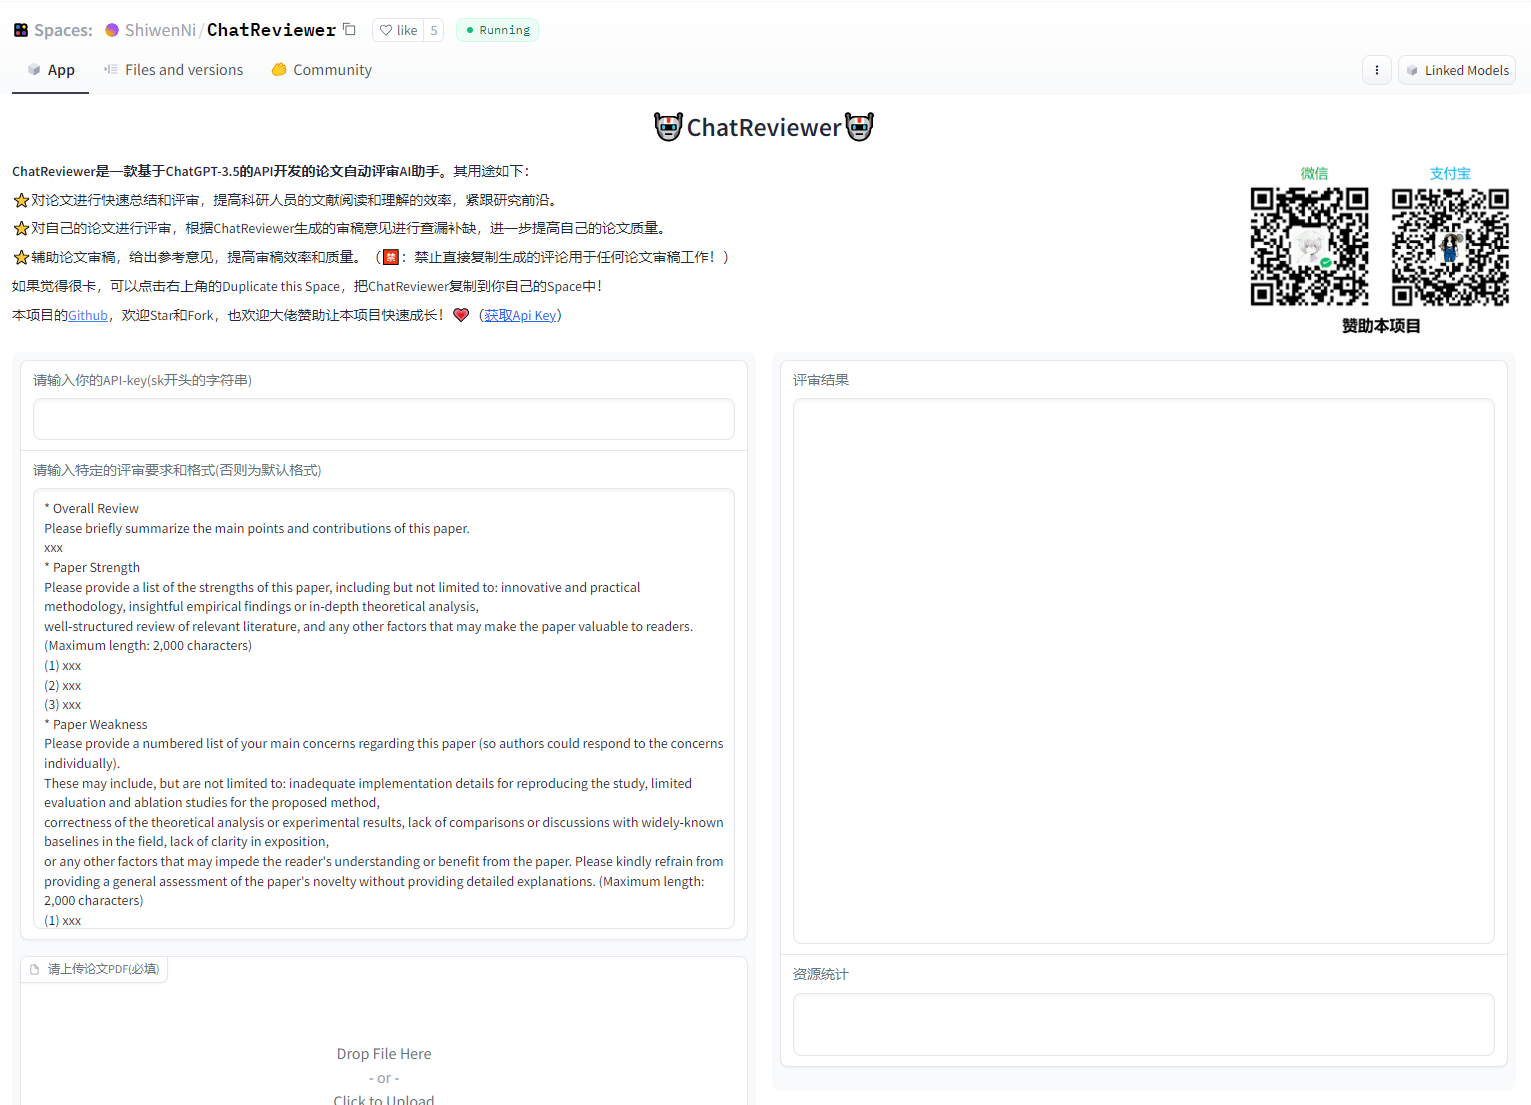 Spaces: ShiwenNi/ChatReviewer like 5 Running
App Files and versions Community Linked Models
ChatReviewer
ChatReviewer是一款基于ChatGPT-3.5的API开发的论文自动评审AI助手。其用途如下：
⭐️对论文进行快速总结和评审，提高科研人员的文献阅读和理解的效率，紧跟研究前沿。
⭐️对自己的论文进行评审，根据ChatReviewer生成的审稿意见进行查漏补缺，进一步提高自己的论文质量。
⭐️辅助论文审稿，给出参考意见，提高审稿效率和质量。（🈲：禁止直接复制生成的评论用于任何论文审稿工作！）
如果觉得很卡，可以点击右上角的Duplicate this Space，把ChatReviewer复制到你自己的Space中！
本项目的Github，欢迎Star和Fork，也欢迎大佬赞助让本项目快速成长！💗（获取Api Key）
微信 支付宝
赞助本项目
请输入你的API-key(sk开头的字符串)
请输入特定的评审要求和格式(否则为默认格式)
* Overall Review
Please briefly summarize the main points and contributions of this paper.
xxx
* Paper Strength
Please provide a list of the strengths of this paper, including but not limited to: innovative and practical
methodology, insightful empirical findings or in-depth theoretical analysis,
well-structured review of relevant literature, and any other factors that may make the paper valuable to readers.
(Maximum length: 2,000 characters)
(1) xxx
(2) xxx
(3) xxx
* Paper Weakness
Please provide a numbered list of your main concerns regarding this paper (so authors could respond to the concerns
individually).
These may include, but are not limited to: inadequate implementation details for reproducing the study, limited
evaluation and ablation studies for the proposed method,
correctness of the theoretical analysis or experimental results, lack of comparisons or discussions with widely-known
baselines in the field, lack of clarity in exposition,
or any other factors that may impede the reader's understanding or benefit from the paper. Please kindly refrain from
providing a general assessment of the paper's novelty without providing detailed explanations. (Maximum length:
2,000 characters)
(1) xxx
请上传论文PDF(必填)
Drop File Here
- or -
Click to Upload
评审结果
资源统计